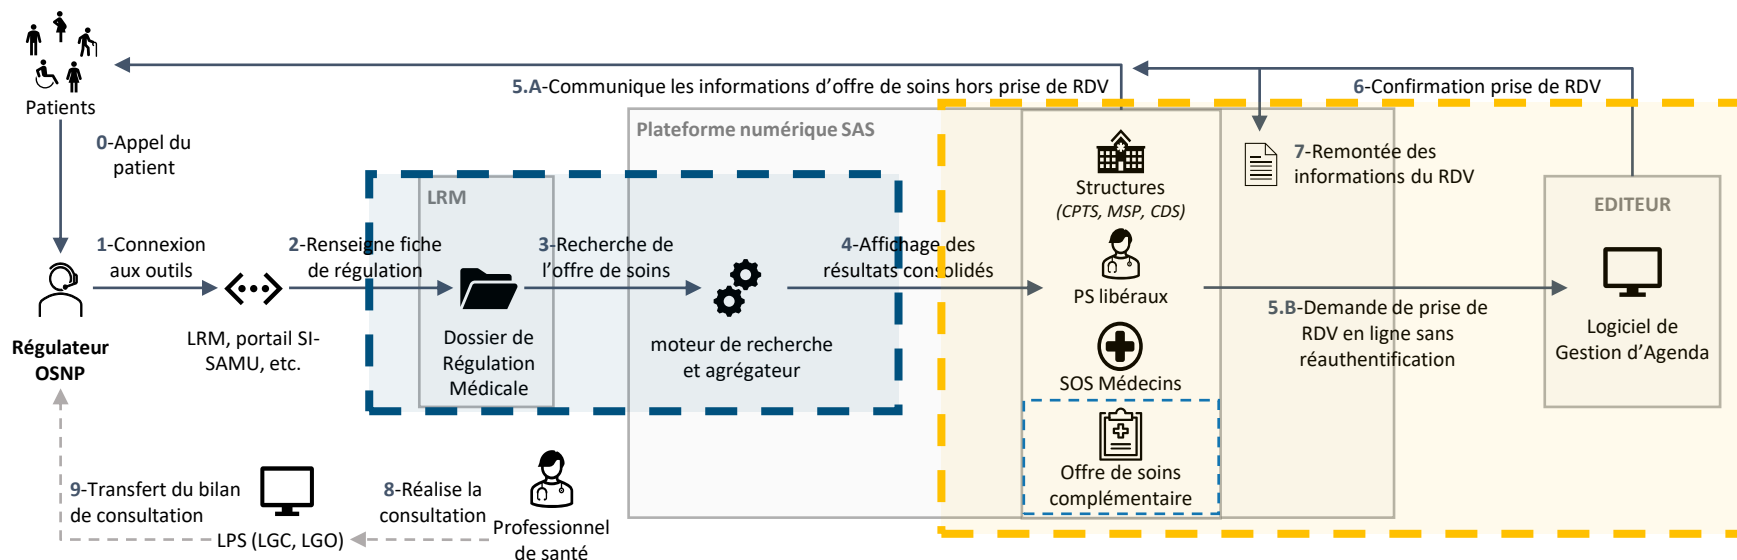 Patients
0-Appel du
patient
5.A-Communique les informations d’offre de soins hors prise de RDV
6-Confirmation prise de RDV
Plateforme numérique SAS
7-Remontée des
informations du RDV
LRM
Structures
(CPTS, MSP, CDS)
EDITEUR
1-Connexion
aux outils
2-Renseigne fiche
de régulation
3-Recherche de
l’offre de soins
4-Affichage des
résultats consolidés
PS libéraux
5.B-Demande de prise de
RDV en ligne sans
réauthentification
Logiciel de
Gestion d’Agenda
Régulateur
OSNP
LRM, portail SI-
SAMU, etc.
Dossier de
Régulation
Médicale
moteur de recherche
et agrégateur
SOS Médecins
Offre de soins
complémentaire
9-Transfert du bilan
de consultation
LPS (LGC, LGO)
8-Réalise la
consultation
Professionnel
de santé